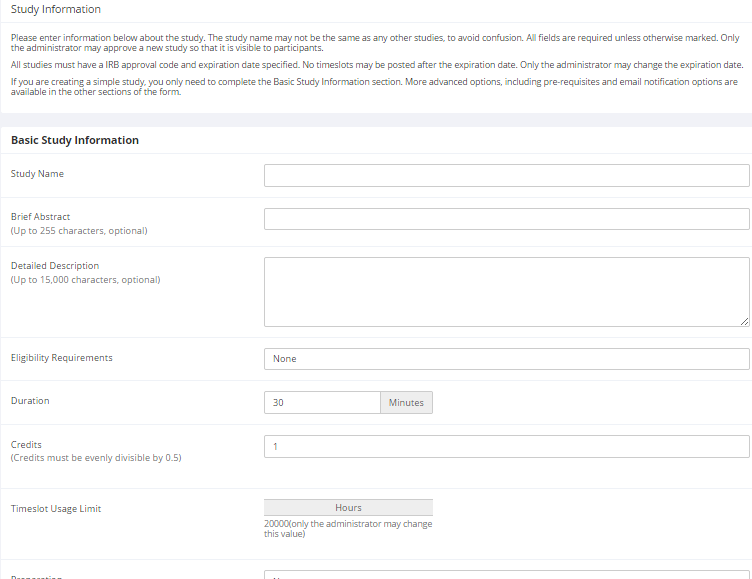 Study Information
Please enter information below about the study. The study name may not be the same as any other studies, to avoid confusion. All fields are required unless otherwise marked. Only
the administrator may approve a new study so that it is visible to participants.
All studies must have a IRB approval code and expiration date specified. No timeslots may be posted after the expiration date. Only the administrator may change the expiration date.
If you are creating a simple study, you only need to complete the Basic Study Information section. More advanced options, including pre-requisites and email notification options are
available in the other sections of the form.
Basic Study Information
Study Name
Brief Abstract
(Up to 255 characters, optional)
Detailed Description
(Up to 15,000 characters, optional)
Eligibility Requirements
None
Duration
30 Minutes
Credits
(Credits must be evenly divisible by 0.5)
1
Timeslot Usage Limit
Hours
20000(only the administrator may change
this value)
Preparation